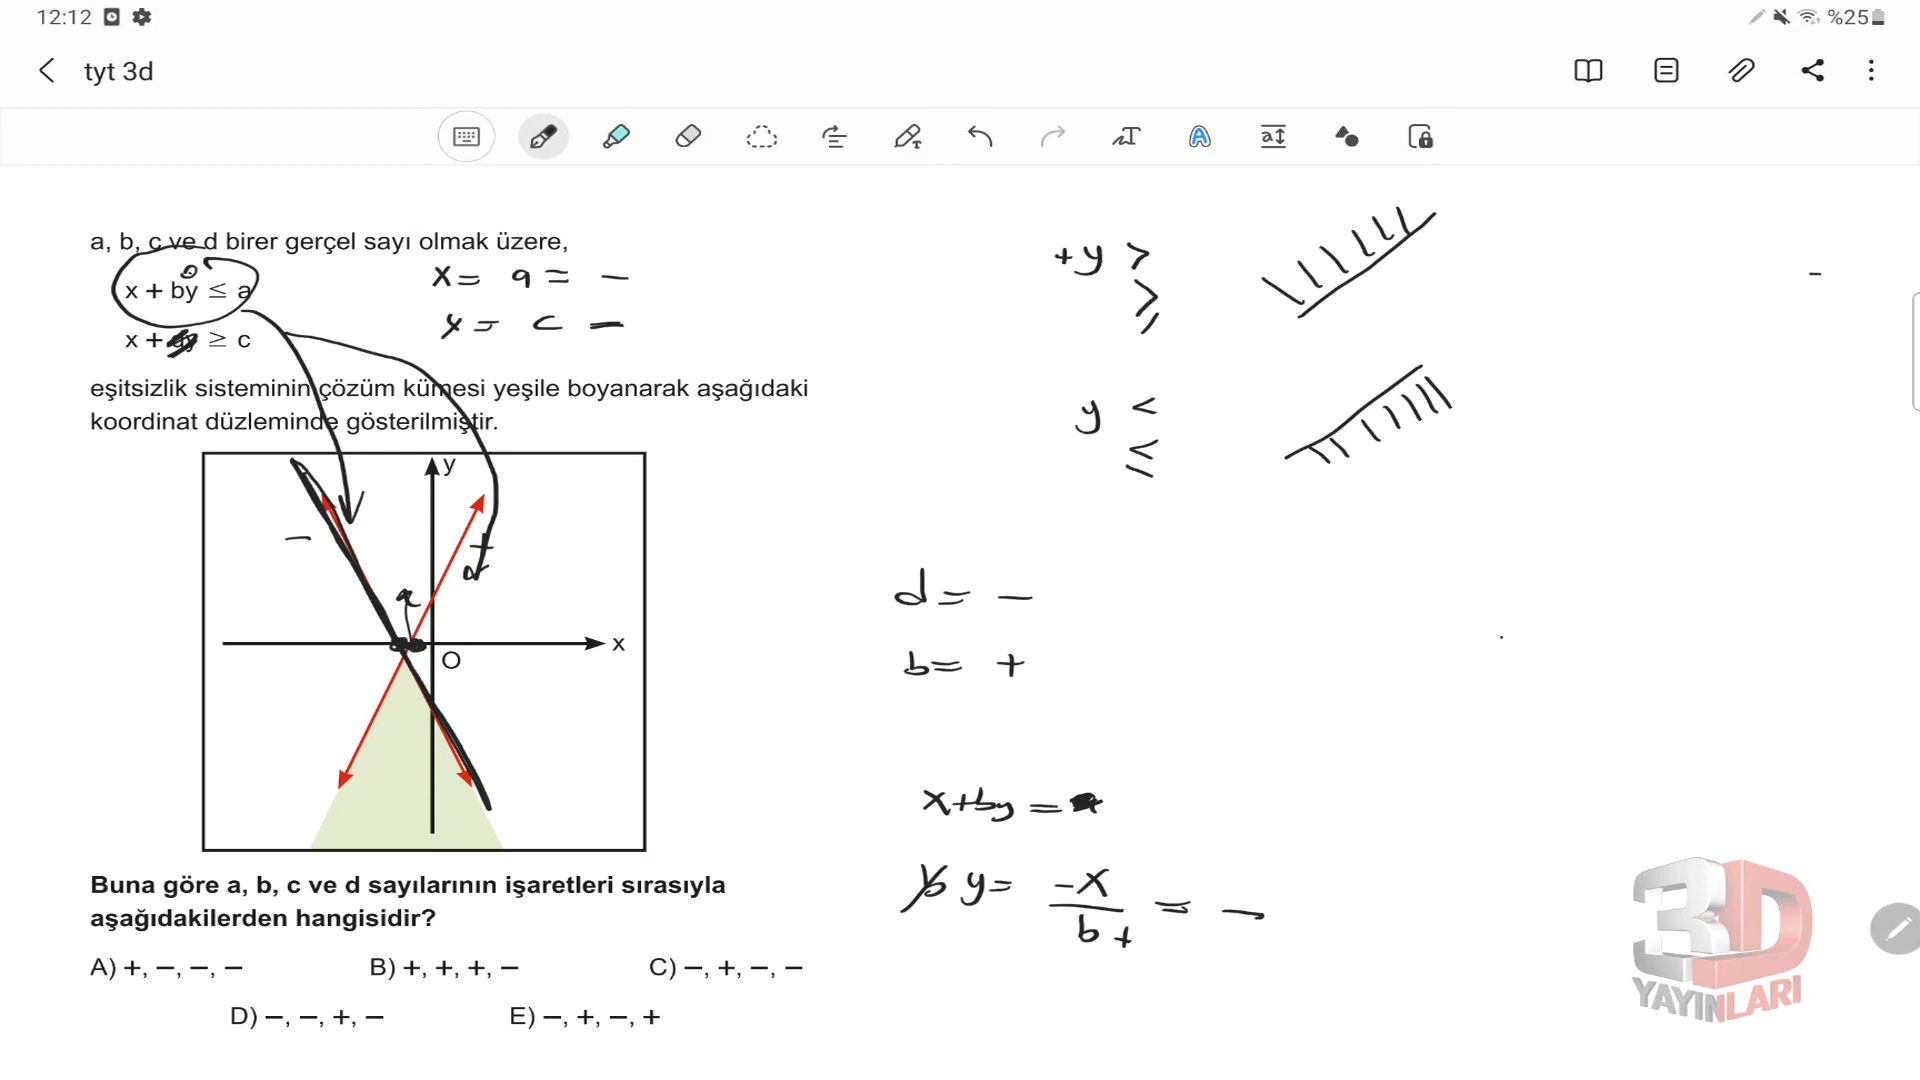 12:12
%25
tyt 3d
a, b, c ve d birer gerçel sayı olmak üzere,
x + by ≤ a
0
x + dy ≥ c
x = a = −
x = c −
eşitsizlik sisteminin çözüm kümesi yeşile boyanarak aşağıdaki
koordinat düzleminde gösterilmiştir.
y
−
+
a
x
O
+y >
≥
y <
≤
d = −
b = +
x+by =
by = -x/b+ = −
Buna göre a, b, c ve d sayılarının işaretleri sırasıyla
aşağıdakilerden hangisidir?
A) +, −, −, −
B) +, +, +, −
C) −, +, −, −
D) −, −, +, −
E) −, +, −, +
3D
YAYINLARI